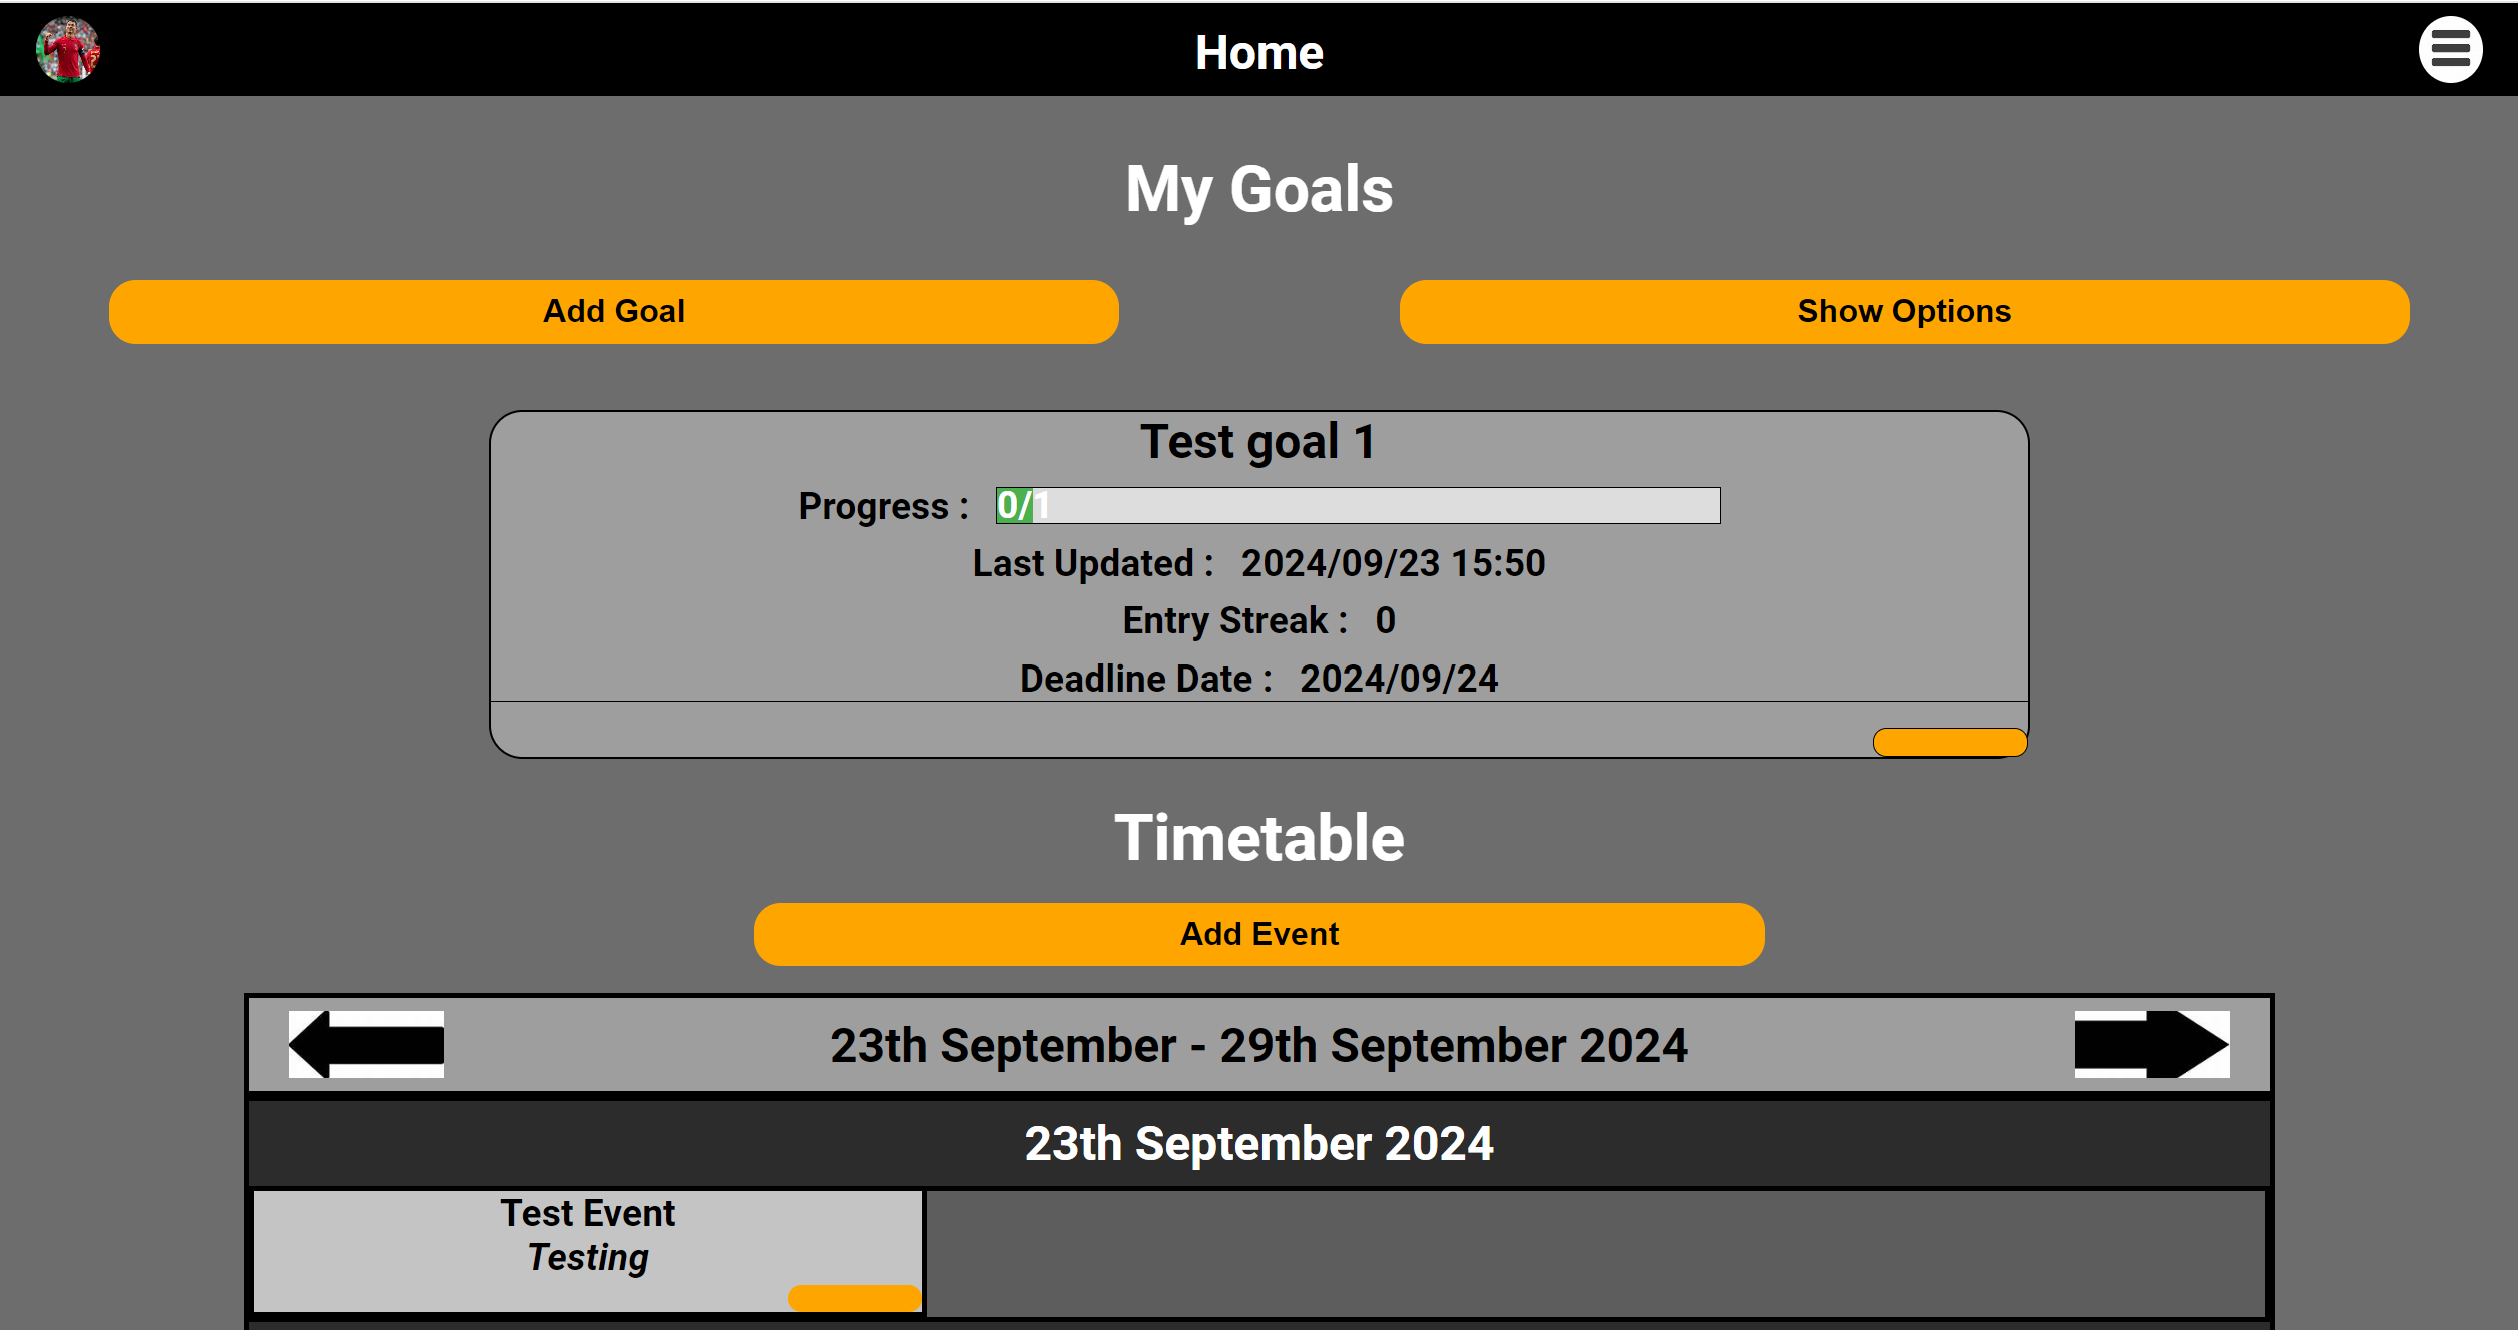 Home
My Goals
Add Goal
Show Options
Test goal 1
Progress : 0/1
Last Updated : 2024/09/23 15:50
Entry Streak : 0
Deadline Date : 2024/09/24
Timetable
Add Event
23th September - 29th September 2024
23th September 2024
Test Event
Testing